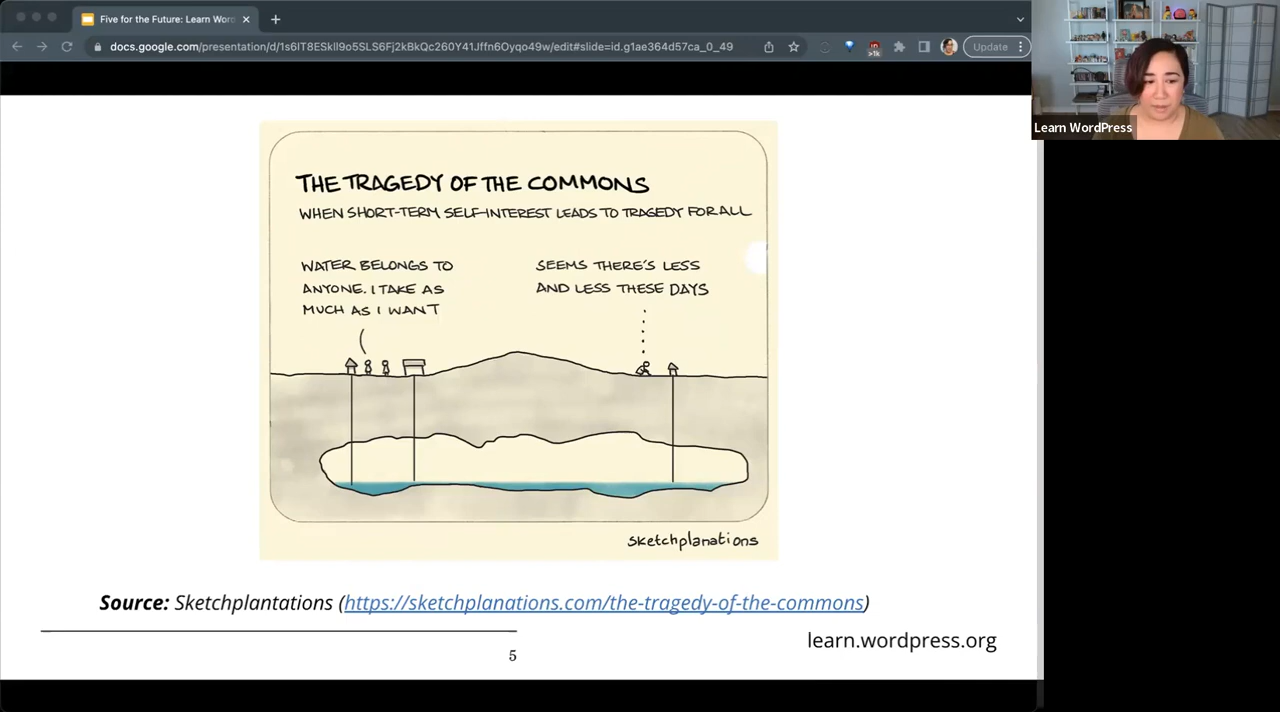 Five for the Future: Learn Wor
docs.google.com/presentation/d/1s6IT8ESkIl9o5SLS6Fj2kBkQc260Y41Jffn6Oyqo49w/edit#slide=id.g1ae364d57ca_0_49
>1k
Update
Learn WordPress
THE TRAGEDY OF THE COMMONS
WHEN SHORT-TERM SELF-INTEREST LEADS TO TRAGEDY FOR ALL
WATER BELONGS TO
ANYONE. I TAKE AS
MUCH AS I WANT
SEEMS THERE'S LESS
AND LESS THESE DAYS
sketchplanations
Source: Sketchplantations (https://sketchplanations.com/the-tragedy-of-the-commons)
learn.wordpress.org
5